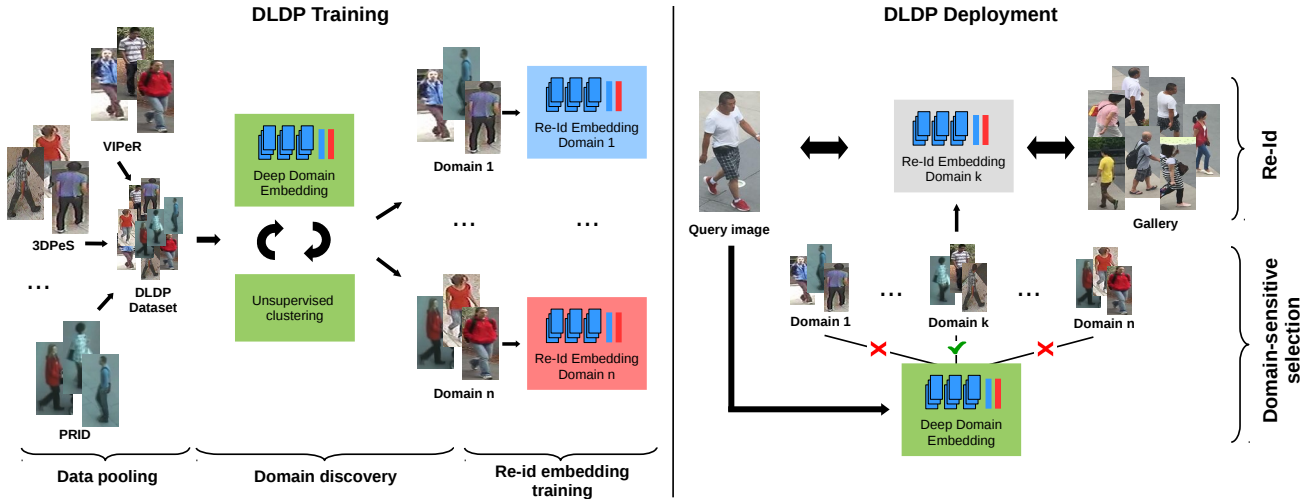 DLDP Training
VIPeR
3DPeS
...
PRID
DLDP
Dataset
Deep Domain
Embedding
Unsupervised
clustering
Domain 1
Re-Id Embedding
Domain 1
...
...
Domain n
Re-Id Embedding
Domain n
Data pooling
Domain discovery
Re-id embedding
training
DLDP Deployment
Query image
Re-Id Embedding
Domain k
Gallery
Re-Id
Domain 1
...
Domain k
...
Domain n
Deep Domain
Embedding
Domain-sensitive
selection